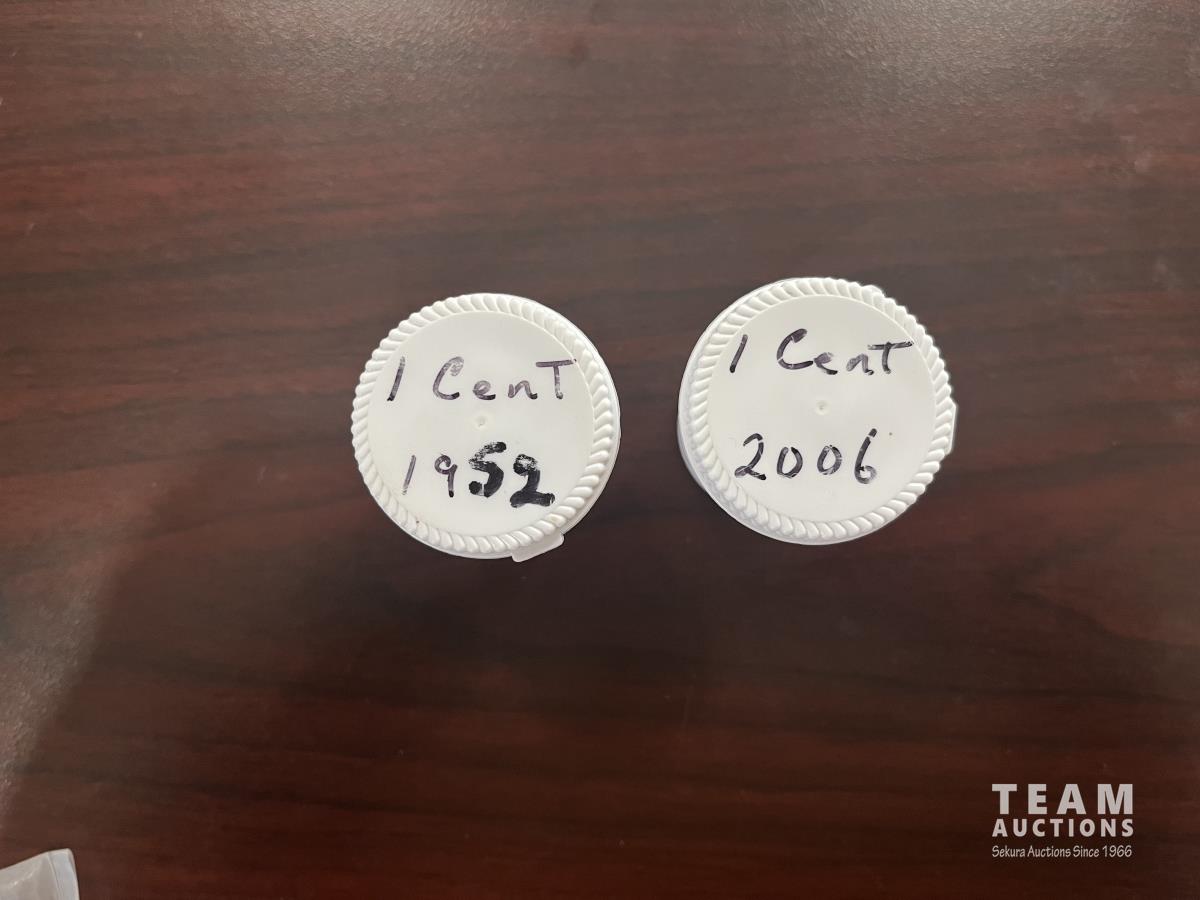 1 Cent
1952
1 Cent
2006
TEAM
AUCTIONS
Sekura Auctions Since 1966